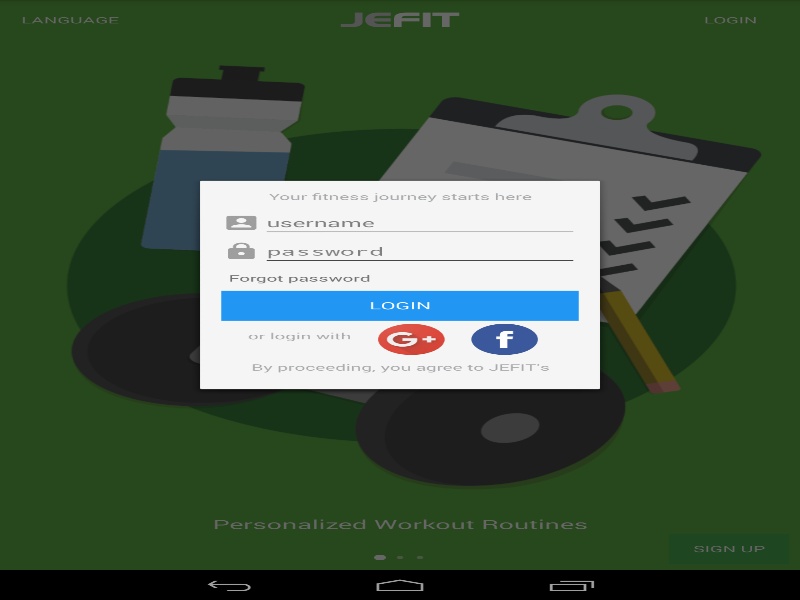 LANGUAGE JEFIT LOGIN
Your fitness journey starts here
username
password
Forgot password
LOGIN
or login with G+ f
By proceeding, you agree to JEFIT's
Personalized Workout Routines
SIGN UP